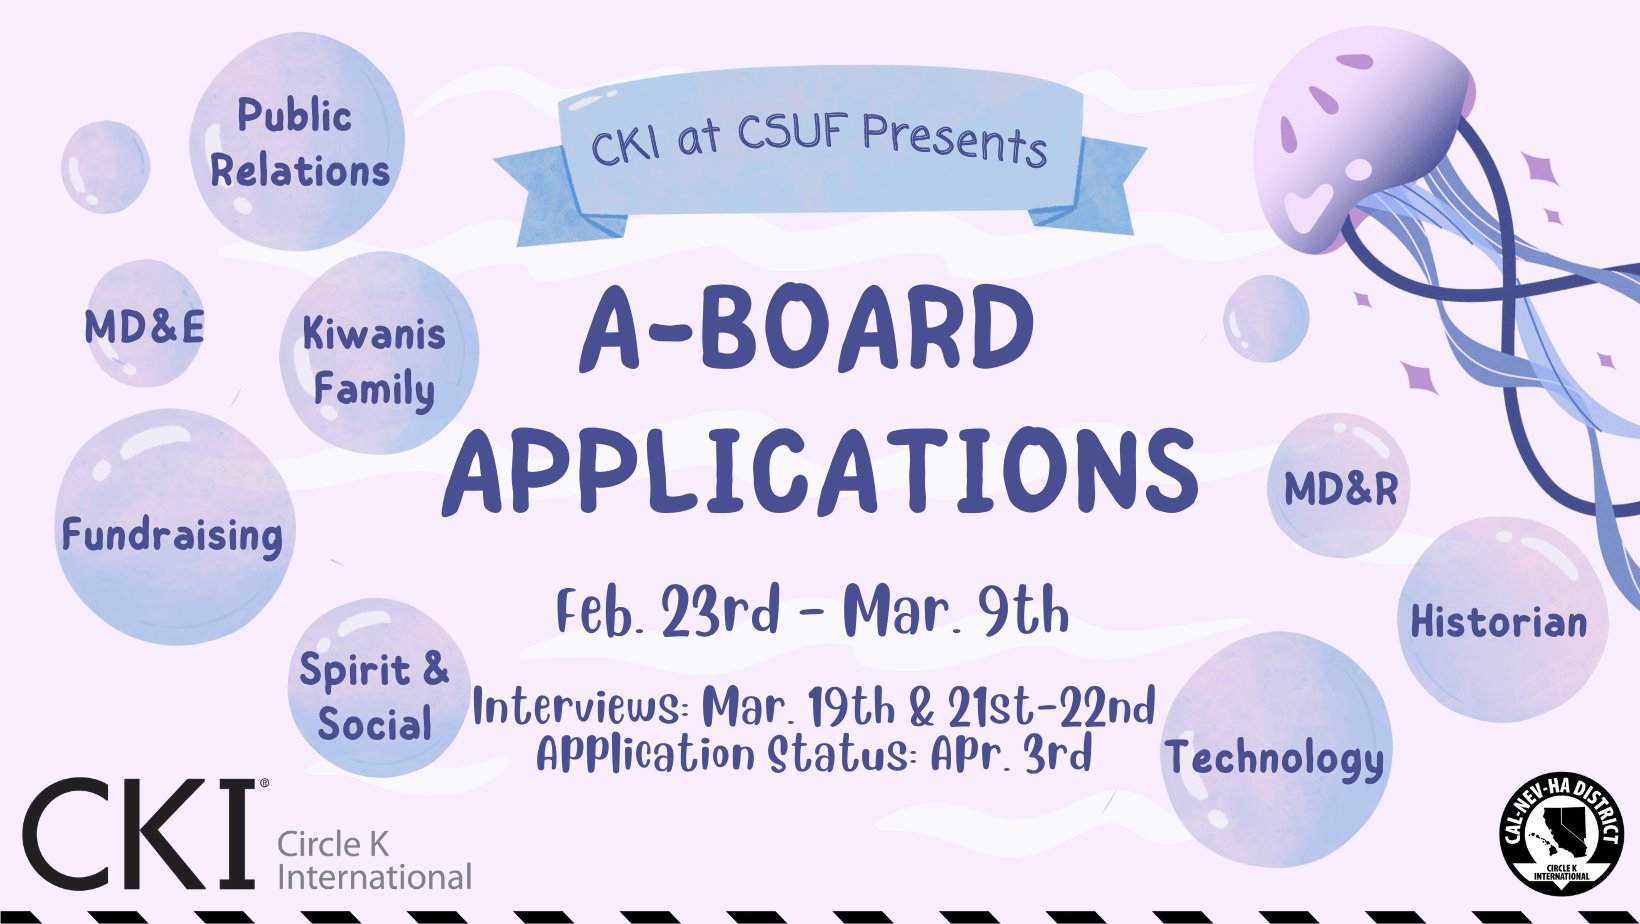 CKI at CSUF Presents
Public
Relations
MD&E
Kiwanis
Family
A-BOARD
APPLICATIONS
Fundraising
MD&R
Historian
Feb. 23rd - Mar. 9th
Spirit &
Social
Interviews: Mar. 19th & 21st-22nd
Application Status: Apr. 3rd
Technology
CKI®
Circle K
International
CAL-NEV-HA DISTRICT
CIRCLE K
INTERNATIONAL